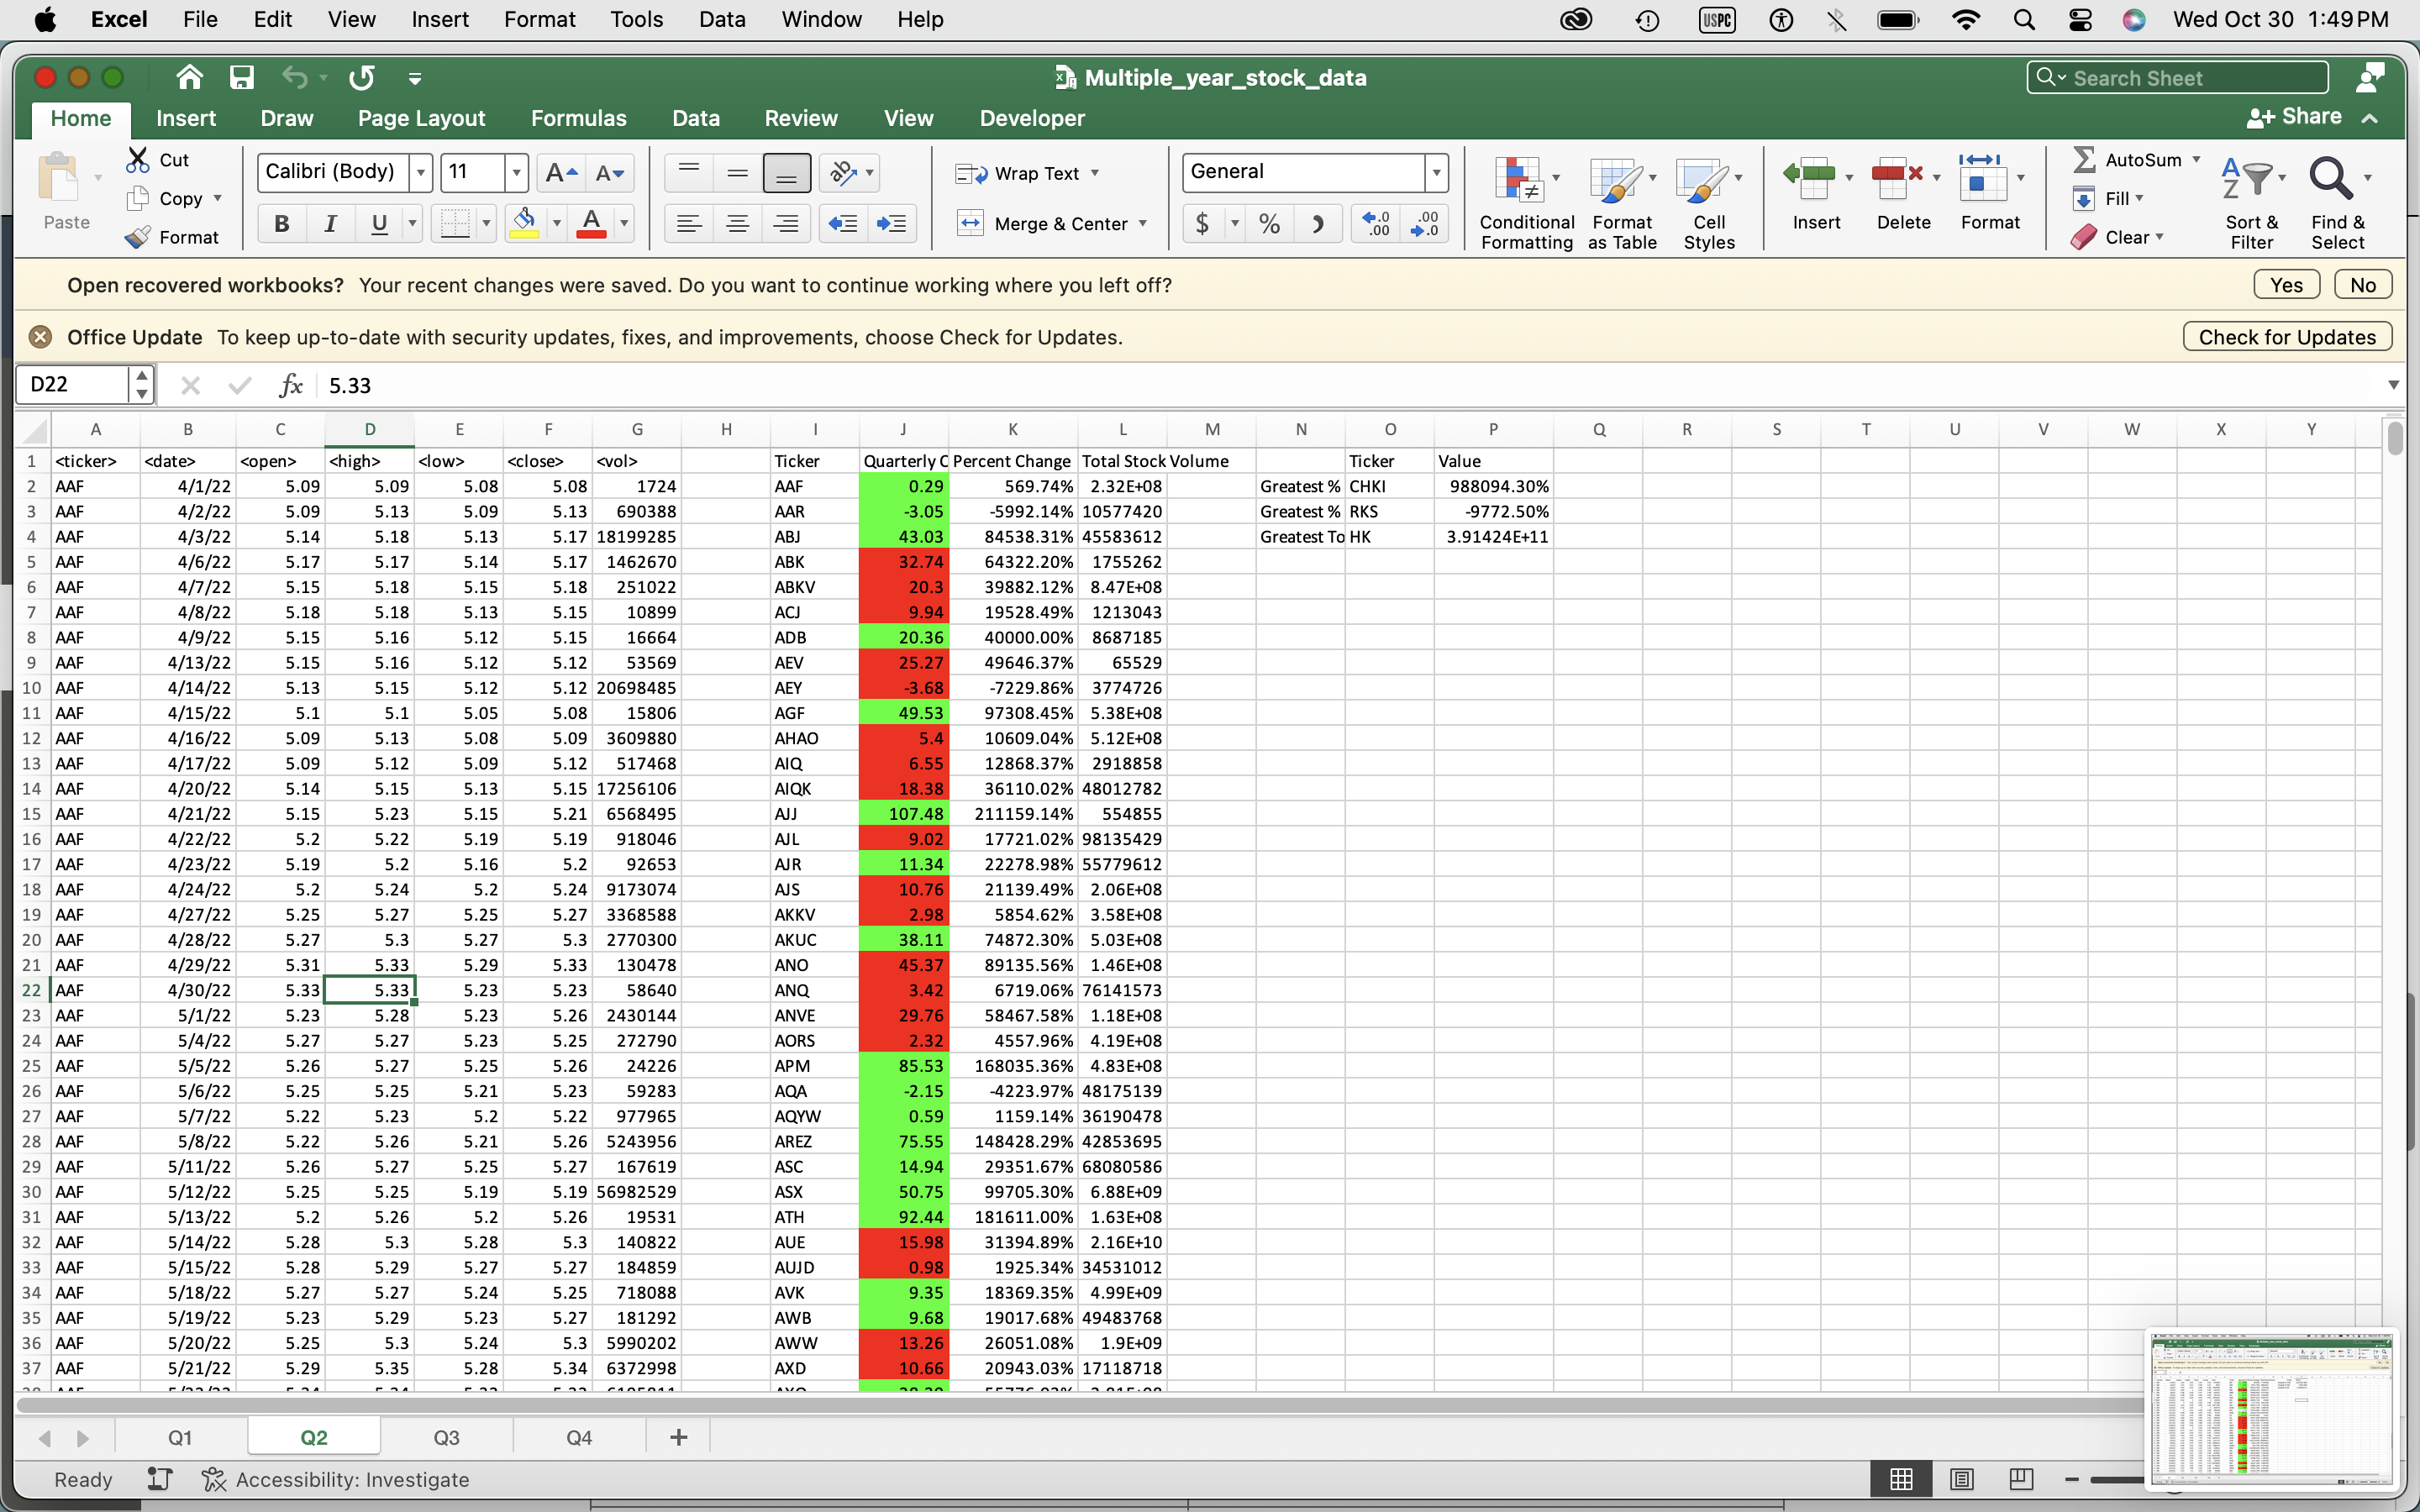 Excel File Edit View Insert Format Tools Data Window Help USPC Wed Oct 30 1:49 PM
Multiple_year_stock_data Search Sheet
Home Insert Draw Page Layout Formulas Data Review View Developer Share
Paste Cut Copy Format
Calibri (Body) 11
B I U
Wrap Text
Merge & Center
General
$ %
Conditional Formatting
Format as Table
Cell Styles
Insert Delete Format
AutoSum
Fill
Clear
Sort & Filter
Find & Select
Open recovered workbooks? Your recent changes were saved. Do you want to continue working where you left off? Yes No
Office Update To keep up-to-date with security updates, fixes, and improvements, choose Check for Updates. Check for Updates
D22 fx 5.33
A B C D E F G H I J K L M N O P Q R S T U V W X Y
1 <ticker> <date> <open> <high> <low> <close> <vol> Ticker Quarterly C Percent Change Total Stock Volume Ticker Value
2 AAF 4/1/22 5.09 5.09 5.08 5.08 1724 AAF 0.29 569.74% 2.32E+08 Greatest % CHKI 988094.30%
3 AAF 4/2/22 5.09 5.13 5.09 5.13 690388 AAR -3.05 -5992.14% 10577420 Greatest % RKS -9772.50%
4 AAF 4/3/22 5.14 5.18 5.13 5.17 18199285 ABJ 43.03 84538.31% 45583612 Greatest To HK 3.91424E+11
5 AAF 4/6/22 5.17 5.17 5.14 5.17 1462670 ABK 32.74 64322.20% 1755262
6 AAF 4/7/22 5.15 5.18 5.15 5.18 251022 ABKV 20.3 39882.12% 8.47E+08
7 AAF 4/8/22 5.18 5.18 5.13 5.15 10899 ACJ 9.94 19528.49% 1213043
8 AAF 4/9/22 5.15 5.16 5.12 5.15 16664 ADB 20.36 40000.00% 8687185
9 AAF 4/13/22 5.15 5.16 5.12 5.12 53569 AEV 25.27 49646.37% 65529
10 AAF 4/14/22 5.13 5.15 5.12 5.12 20698485 AEY -3.68 -7229.86% 3774726
11 AAF 4/15/22 5.1 5.1 5.05 5.08 15806 AGF 49.53 97308.45% 5.38E+08
12 AAF 4/16/22 5.09 5.13 5.08 5.09 3609880 AHAO 5.4 10609.04% 5.12E+08
13 AAF 4/17/22 5.09 5.12 5.09 5.12 517468 AIQ 6.55 12868.37% 2918858
14 AAF 4/20/22 5.14 5.15 5.13 5.15 17256106 AIQK 18.38 36110.02% 48012782
15 AAF 4/21/22 5.15 5.23 5.15 5.21 6568495 AJJ 107.48 211159.14% 554855
16 AAF 4/22/22 5.2 5.22 5.19 5.19 918046 AJL 9.02 17721.02% 98135429
17 AAF 4/23/22 5.19 5.2 5.16 5.2 92653 AJR 11.34 22278.98% 55779612
18 AAF 4/24/22 5.2 5.24 5.2 5.24 9173074 AJS 10.76 21139.49% 2.06E+08
19 AAF 4/27/22 5.25 5.27 5.25 5.27 3368588 AKKV 2.98 5854.62% 3.58E+08
20 AAF 4/28/22 5.27 5.3 5.27 5.3 2770300 AKUC 38.11 74872.30% 5.03E+08
21 AAF 4/29/22 5.31 5.33 5.29 5.33 130478 ANO 45.37 89135.56% 1.46E+08
22 AAF 4/30/22 5.33 5.33 5.23 5.23 58640 ANQ 3.42 6719.06% 76141573
23 AAF 5/1/22 5.23 5.28 5.23 5.26 2430144 ANVE 29.76 58467.58% 1.18E+08
24 AAF 5/4/22 5.27 5.27 5.23 5.25 272790 AORS 2.32 4557.96% 4.19E+08
25 AAF 5/5/22 5.26 5.27 5.25 5.26 24226 APM 85.53 168035.36% 4.83E+08
26 AAF 5/6/22 5.25 5.25 5.21 5.23 59283 AQA -2.15 -4223.97% 48175139
27 AAF 5/7/22 5.22 5.23 5.2 5.22 977965 AQYW 0.59 1159.14% 36190478
28 AAF 5/8/22 5.22 5.26 5.21 5.26 5243956 AREZ 75.55 148428.29% 42853695
29 AAF 5/11/22 5.26 5.27 5.25 5.27 167619 ASC 14.94 29351.67% 68080586
30 AAF 5/12/22 5.25 5.25 5.19 5.19 56982529 ASX 50.75 99705.30% 6.88E+09
31 AAF 5/13/22 5.2 5.26 5.2 5.26 19531 ATH 92.44 181611.00% 1.63E+08
32 AAF 5/14/22 5.28 5.3 5.28 5.3 140822 AUE 15.98 31394.89% 2.16E+10
33 AAF 5/15/22 5.28 5.29 5.27 5.27 184859 AUJD 0.98 1925.34% 34531012
34 AAF 5/18/22 5.27 5.27 5.24 5.25 718088 AVK 9.35 18369.35% 4.99E+09
35 AAF 5/19/22 5.23 5.29 5.23 5.27 181292 AWB 9.68 19017.68% 49483768
36 AAF 5/20/22 5.25 5.3 5.24 5.3 5990202 AWW 13.26 26051.08% 1.9E+09
37 AAF 5/21/22 5.29 5.35 5.28 5.34 6372998 AXD 10.66 20943.03% 17118718
Q1 Q2 Q3 Q4 +
Ready Accessibility: Investigate